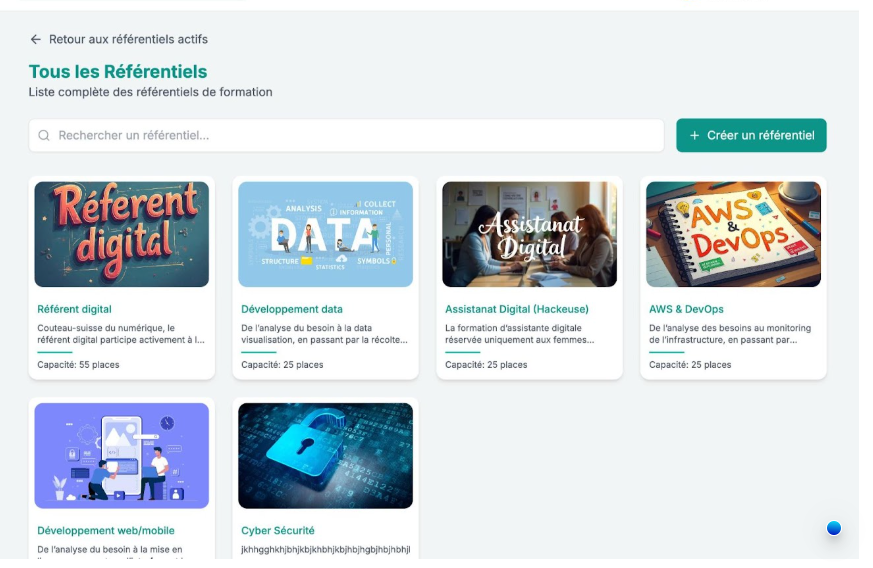 Retour aux référentiels actifs
Tous les Référentiels
Liste complète des référentiels de formation
Rechercher un référentiel...
+ Créer un référentiel
Référent
digital
ANALYSIS
COLLECT
INFORMATION
DATA
PERSONAL
STRUCTURE
STATISTICS
SYMBOLS
Assistanat
Digital
AWS
&
DevOps
Référent digital
Développement data
Assistanat Digital (Hackeuse)
AWS & DevOps
Couteau-suisse du numérique, le
référent digital participe activement à l...
De l'analyse du besoin à la data
visualisation, en passant par la récolte...
La formation d'assistante digitale
réservée uniquement aux femmes...
De l'analyse des besoins au monitoring
de l'infrastructure, en passant par...
Capacité: 55 places
Capacité: 25 places
Capacité: 25 places
Capacité: 25 places
Développement web/mobile
Cyber Sécurité
De l'analyse du besoin à la mise en
jkhhgghkhjbhjkbjkhbhjkbjhbjhgbjhbjhbhjl